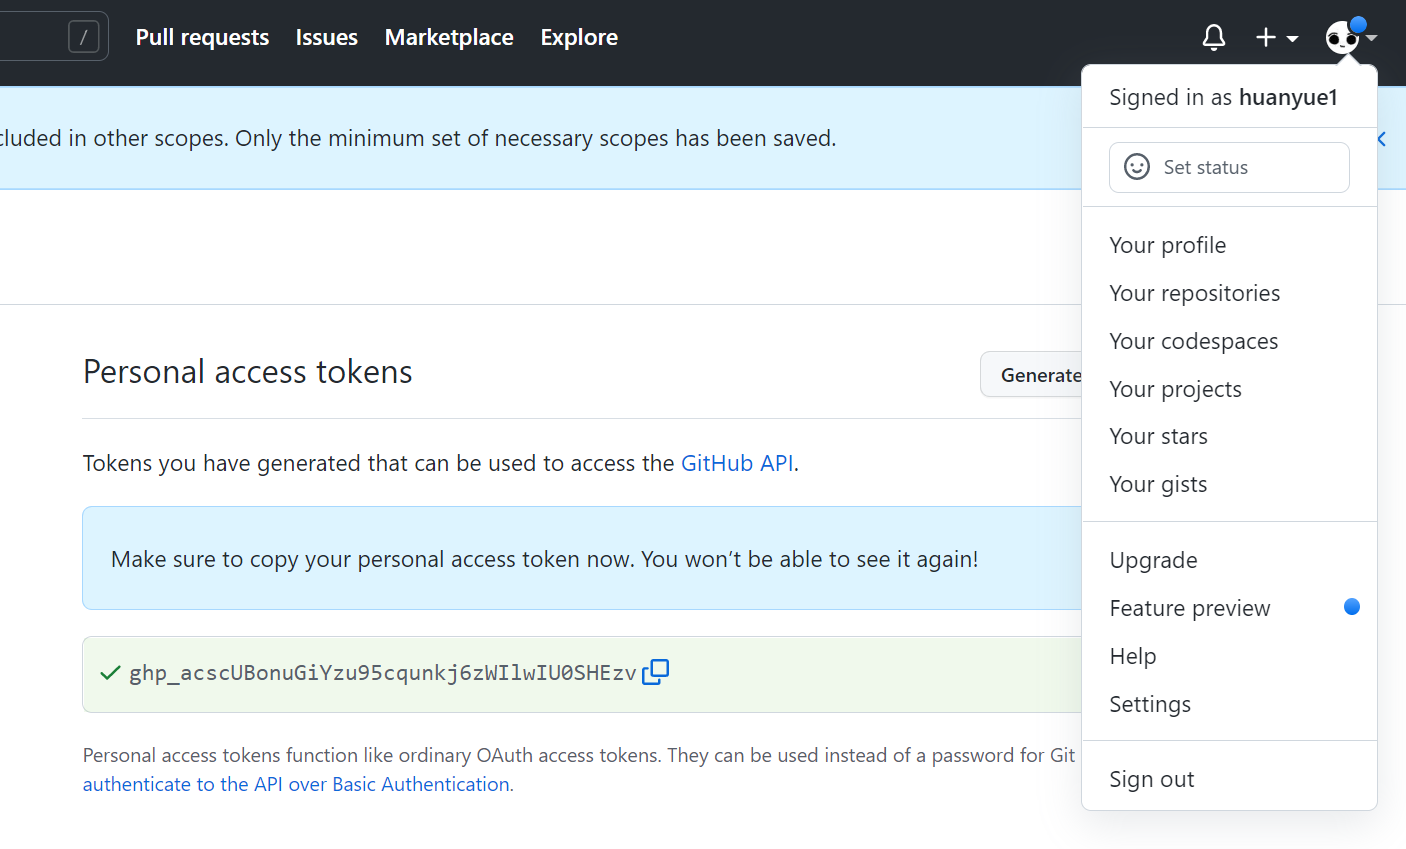 /
Pull requests Issues Marketplace Explore
Signed in as huanyue1
cluded in other scopes. Only the minimum set of necessary scopes has been saved.
Set status
Your profile
Your repositories
Your codespaces
Your projects
Your stars
Your gists
Upgrade
Feature preview
Help
Settings
Sign out
Personal access tokens
Generate
Tokens you have generated that can be used to access the GitHub API.
Make sure to copy your personal access token now. You won’t be able to see it again!
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
Personal access tokens function like ordinary OAuth access tokens. They can be used instead of a password for Git
authenticate to the API over Basic Authentication.